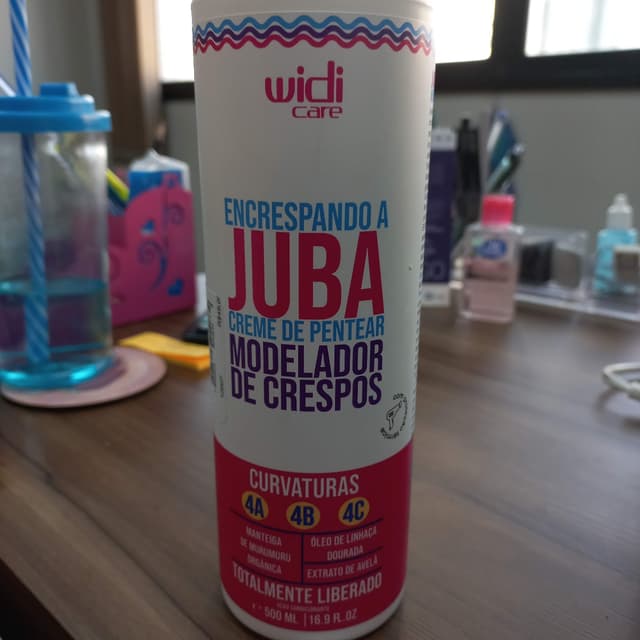 widi
care
ENCRESPANDO A
JUBA
CREME DE PENTEAR
MODELADOR
DE CRESPOS
CURVATURAS
4A 4B 4C
MANTEIGA
DE MURUMURU
ORGÂNICA
ÓLEO DE LINHAÇA
DOURADA
EXTRATO DE AVELÃ
TOTALMENTE LIBERADO
500 ML | 16.9 FL OZ